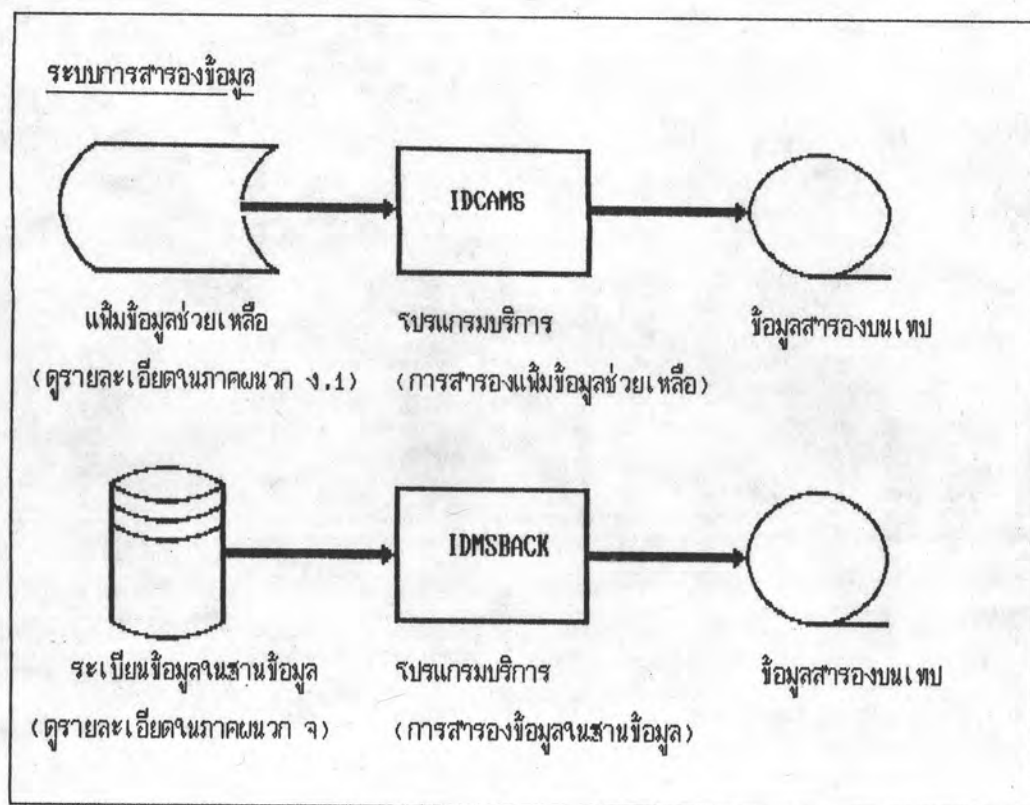 ระบบการสำรองข้อมูล
IDCAMS
แฟ้มข้อมูลช่วยเหลือ โปรแกรมบริการ ข้อมูลสำรองบนเทป
(ดูรายละเอียดในภาคผนวก ง.1) (การสำรองแฟ้มข้อมูลช่วยเหลือ)
IDMSBACK
ระเบียนข้อมูลในฐานข้อมูล โปรแกรมบริการ ข้อมูลสำรองบนเทป
(ดูรายละเอียดในภาคผนวก จ) (การสำรองข้อมูลในฐานข้อมูล)